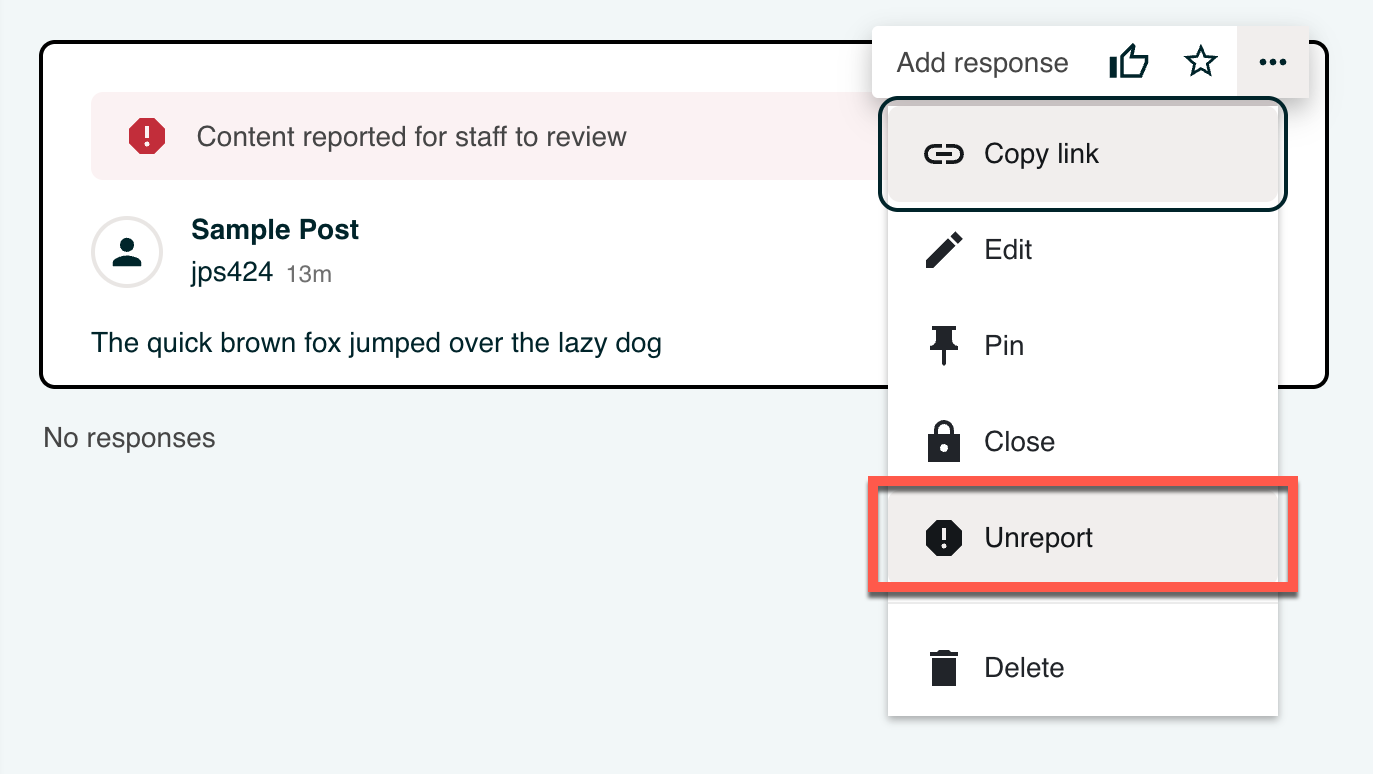 Add response
Content reported for staff to review
Sample Post
jps424 13m
The quick brown fox jumped over the lazy dog
No responses
Copy link
Edit
Pin
Close
Unreport
Delete